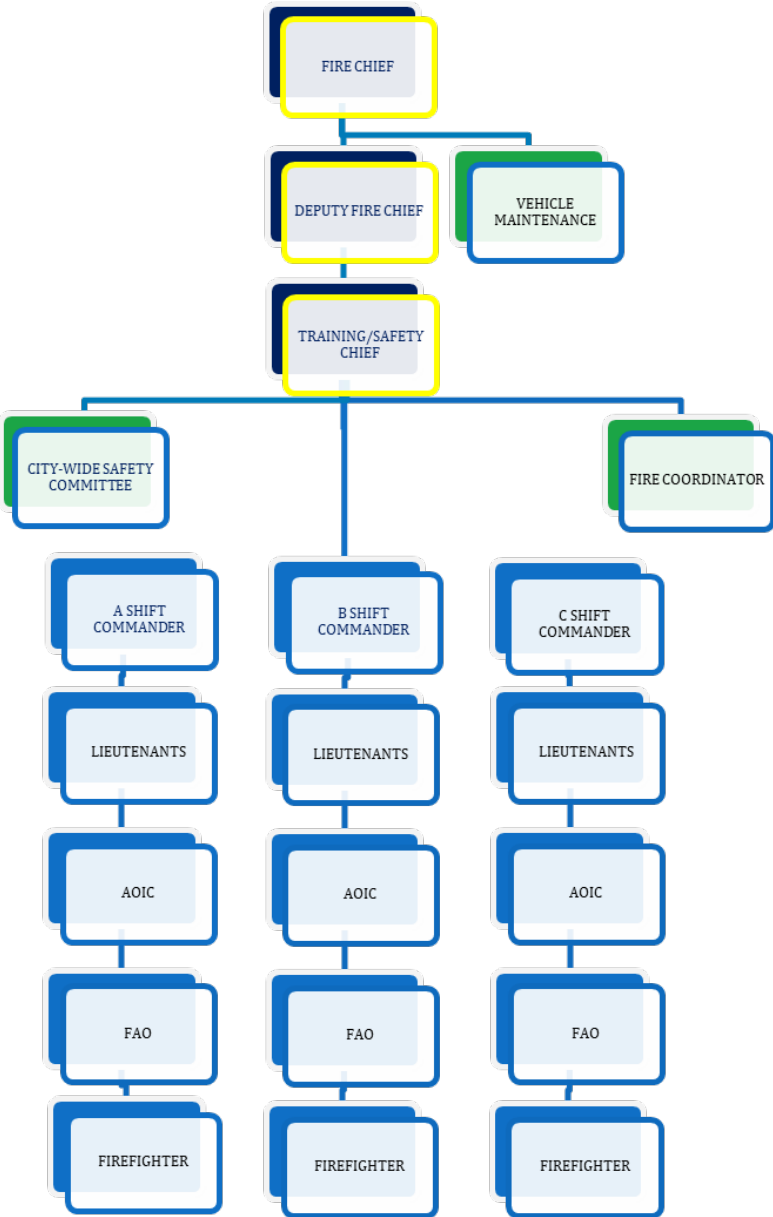 FIRE CHIEF
DEPUTY FIRE CHIEF
VEHICLE
MAINTENANCE
TRAINING/SAFETY
CHIEF
CITY-WIDE SAFETY
COMMITTEE
FIRE COORDINATOR
A SHIFT
COMMANDER
B SHIFT
COMMANDER
C SHIFT
COMMANDER
LIEUTENANTS
LIEUTENANTS
LIEUTENANTS
AOIC
AOIC
AOIC
FAO
FAO
FAO
FIREFIGHTER
FIREFIGHTER
FIREFIGHTER